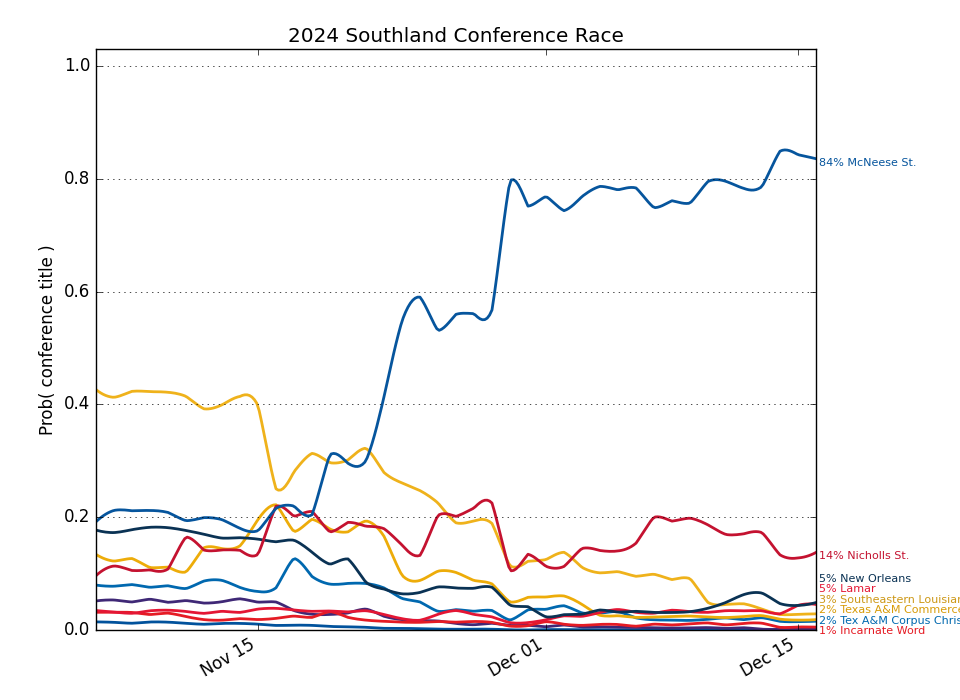 2024 Southland Conference Race
Prob( conference title )
1.0
0.8
0.6
0.4
0.2
0.0
Nov 15
Dec 01
Dec 15
84% McNeese St.
14% Nicholls St.
5% New Orleans
5% Lamar
3% Southeastern Louisian
2% Texas A&M Commerce
2% Tex A&M Corpus Chris
1% Incarnate Word